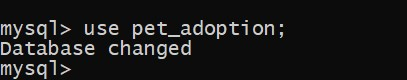 mysql> use pet_adoption;
Database changed
mysql>